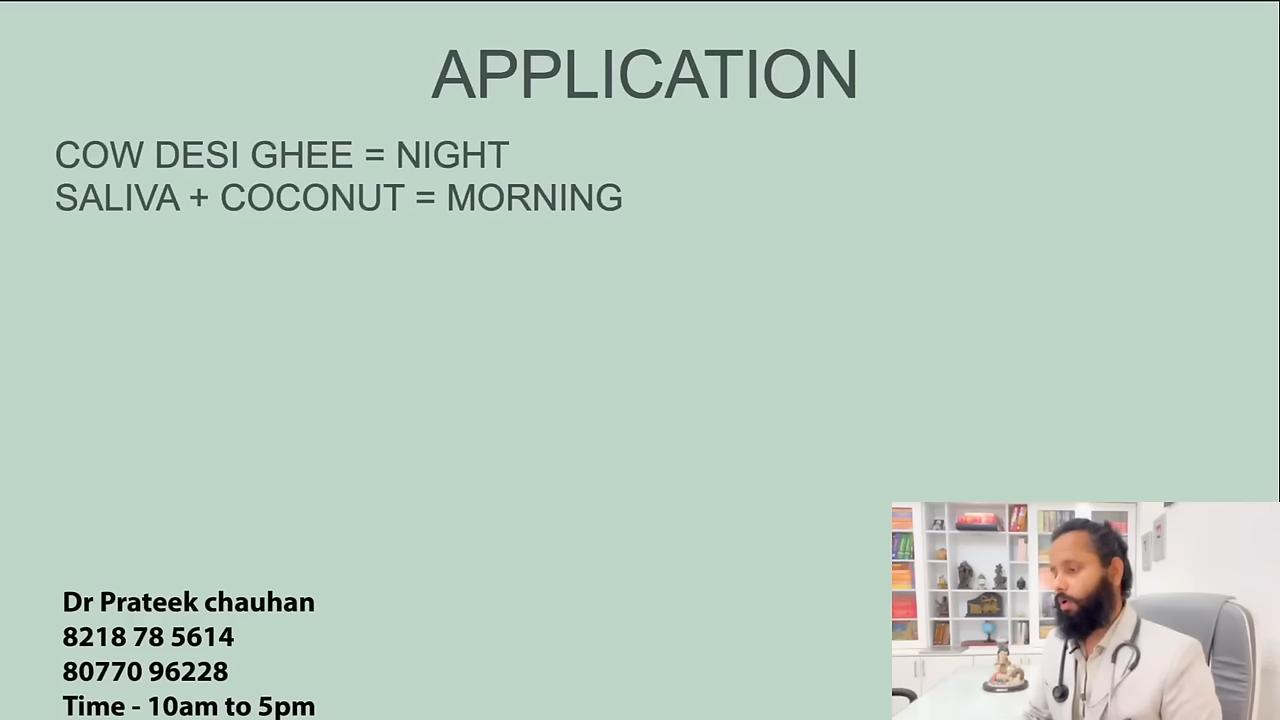 APPLICATION
COW DESI GHEE = NIGHT
SALIVA + COCONUT = MORNING
Dr Prateek chauhan
8218 78 5614
80770 96228
Time - 10am to 5pm